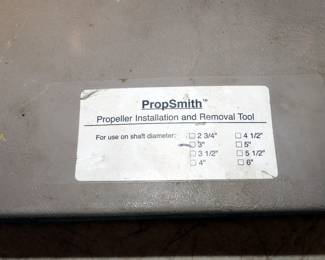 PropSmith™
Propeller Installation and Removal Tool
For use on shaft diameter: ☐ 2 3/4" ☐ 4 1/2"
☐ 3" ☐ 5"
☐ 3 1/2" ☐ 5 1/2"
☐ 4" ☐ 6"